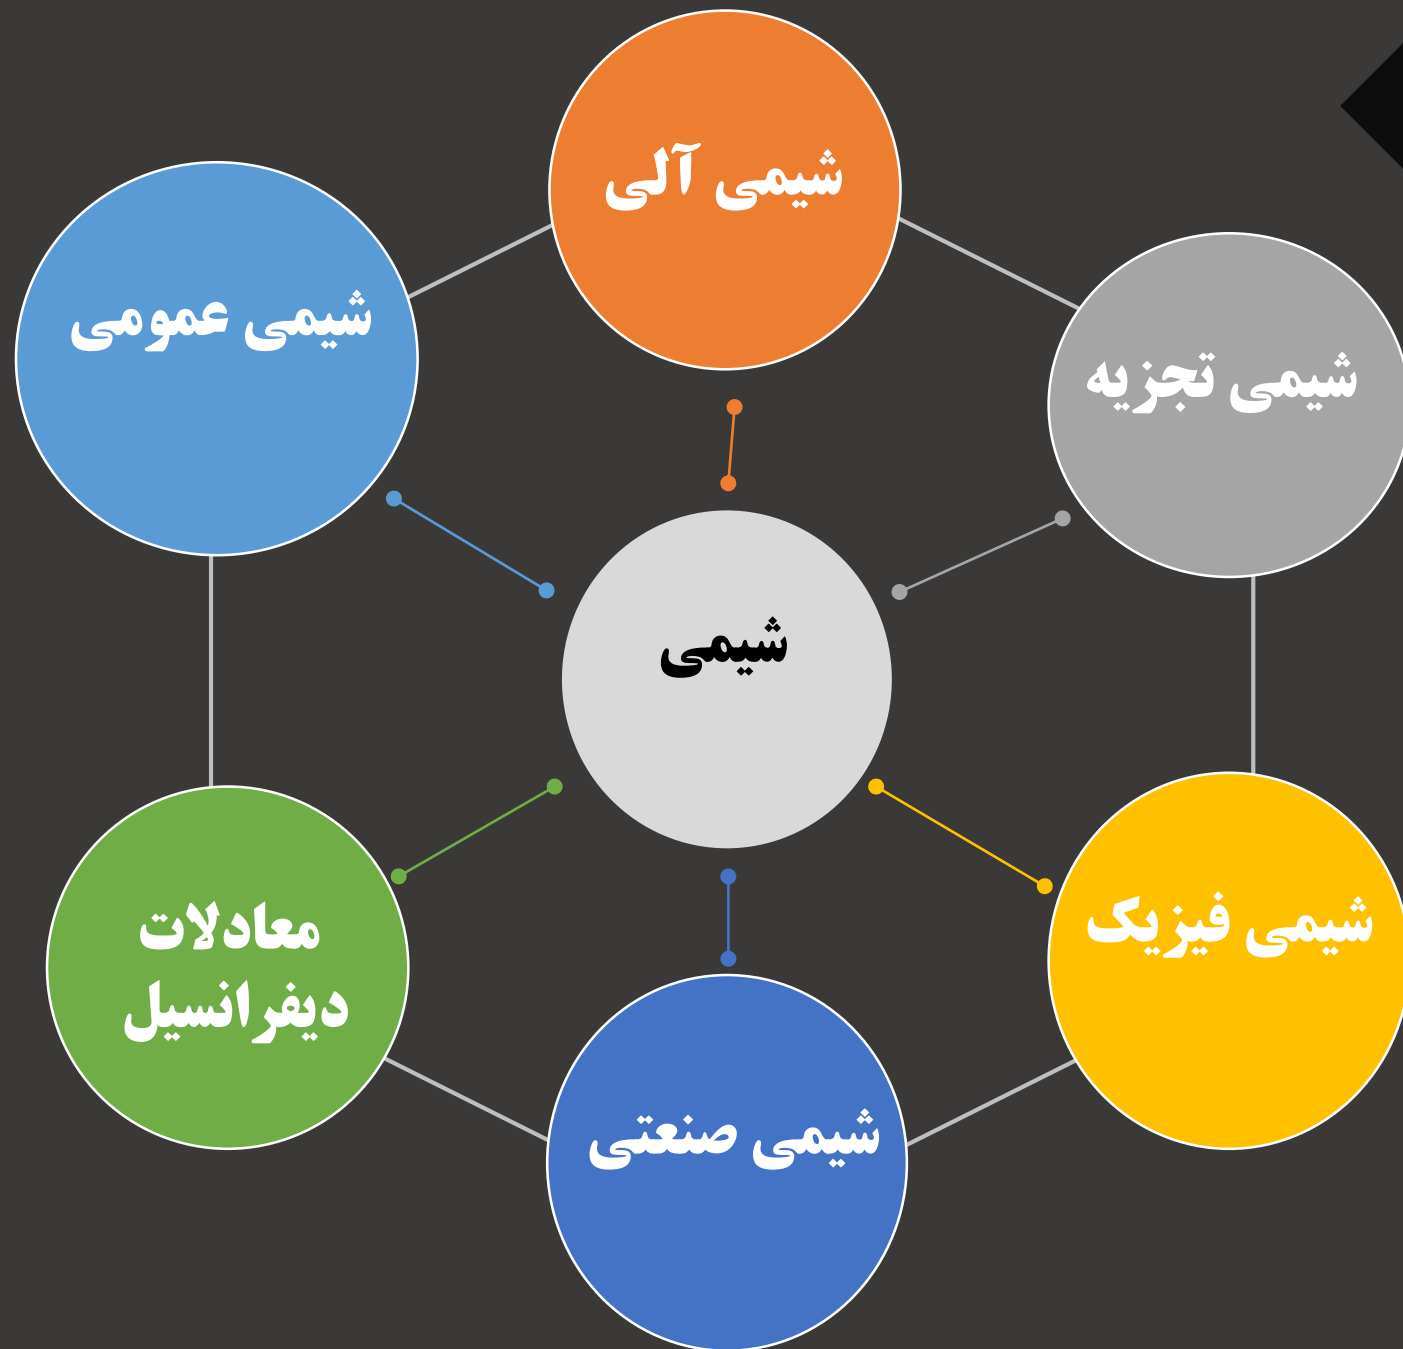 شیمی آلی
شیمی عمومی
شیمی تجزیه
شیمی
معادلات
دیفرانسیل
شیمی فیزیک
شیمی صنعتی